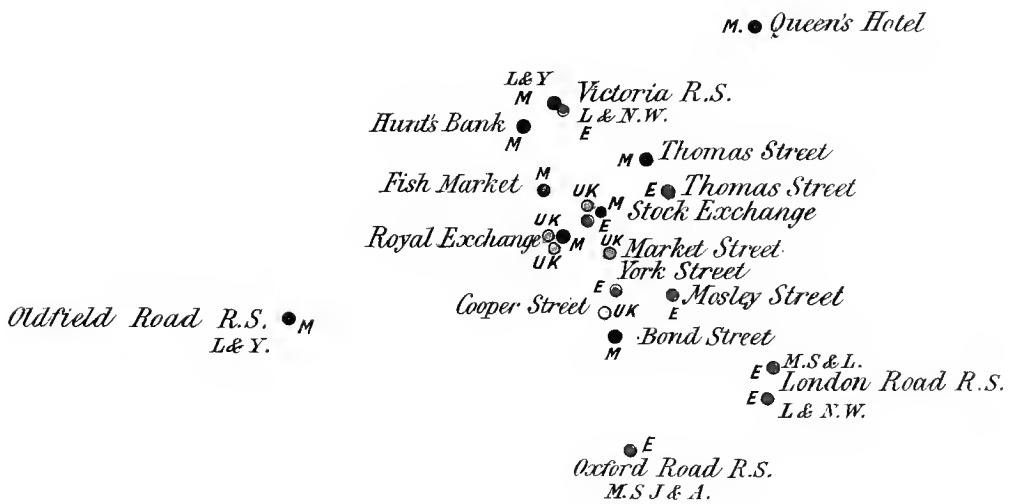 M. Queen's Hotel
L&Y
M Victoria R.S.
L & N.W.
E
Hunt's Bank
M
M Thomas Street
M
Fish Market
E Thomas Street
UK
M
Stock Exchange
E
UK
Royal Exchange M
UK
UK
Market Street
York Street
E
Mosley Street
E
Cooper Street UK
Oldfield Road R.S. M
L& Y.
Bond Street
M
M.S & L.
E
London Road R.S.
E
L & N.W.
E
Oxford Road R.S.
M.S J & A.